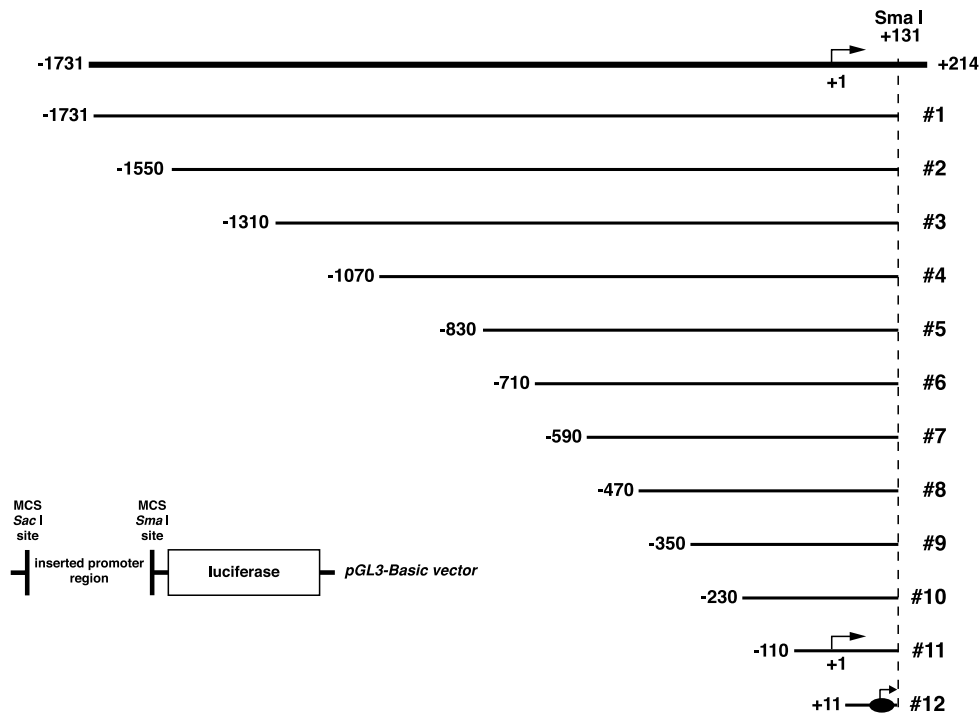 Sma I
+131
-1731
+214
+1
-1731
#1
-1550
#2
-1310
#3
-1070
#4
-830
#5
-710
#6
-590
#7
-470
#8
MCS
Sac I
site
MCS
Sma I
site
inserted promoter
region
luciferase
pGL3-Basic vector
-350
#9
-230
#10
-110
+1
#11
+11
#12